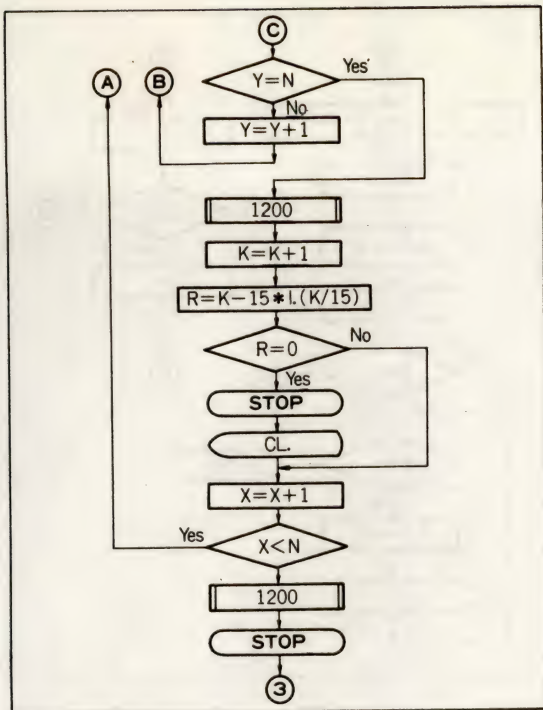 C
A
B
Y=N
Yes
No
Y=Y+1
1200
K=K+1
R=K-15*I.(K/15)
R=0
No
Yes
STOP
CL.
X=X+1
Yes
X<N
1200
STOP
3